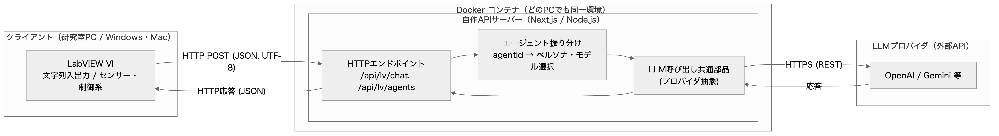 クライアント（研究室PC / Windows・Mac）
LabVIEW VI
文字列入出力 / センサー・
制御系
HTTP POST (JSON, UTF-
8)
HTTP応答 (JSON)
Docker コンテナ（どのPCでも同一環境）
自作APIサーバー（Next.js / Node.js）
HTTPエンドポイント
/api/lv/chat,
/api/lv/agents
エージェント振り分け
agentId → ペルソナ・モデ
ル選択
LLM呼び出し共通部品
(プロバイダ抽象)
HTTPS (REST)
応答
LLMプロバイダ（外部API）
OpenAI / Gemini 等